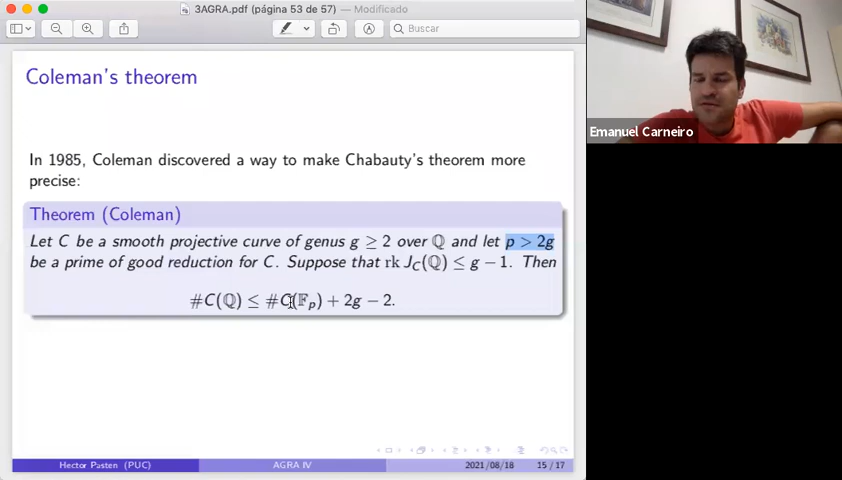 3AGRA.pdf (página 53 de 57) — Modificado
Buscar
Coleman's theorem
In 1985, Coleman discovered a way to make Chabauty's theorem more
precise:
Theorem (Coleman)
Let C be a smooth projective curve of genus g ≥ 2 over ℚ and let p > 2g
be a prime of good reduction for C. Suppose that rk J_C(ℚ) ≤ g − 1. Then
#C(ℚ) ≤ #C(𝔽_p) + 2g − 2.
Hector Pasten (PUC) AGRA IV 2021/08/18 15 / 17
Emanuel Carneiro